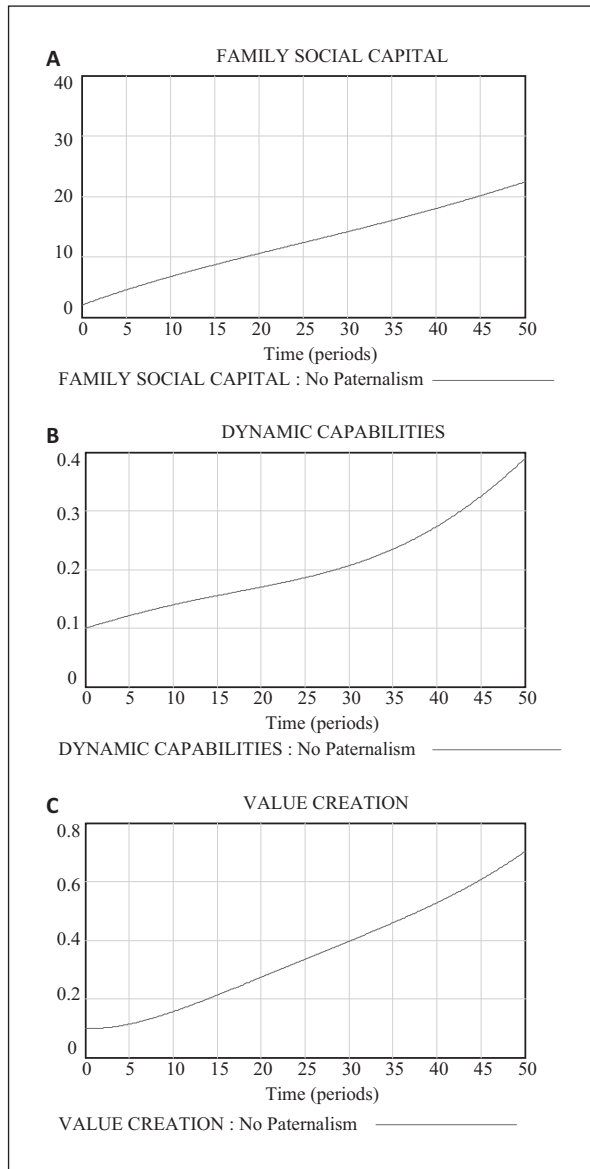 A FAMILY SOCIAL CAPITAL
40
30
20
10
0
0 5 10 15 20 25 30 35 40 45 50
Time (periods)
FAMILY SOCIAL CAPITAL : No Paternalism
B DYNAMIC CAPABILITIES
0.4
0.3
0.2
0.1
0
0 5 10 15 20 25 30 35 40 45 50
Time (periods)
DYNAMIC CAPABILITIES : No Paternalism
C VALUE CREATION
0.8
0.6
0.4
0.2
0
0 5 10 15 20 25 30 35 40 45 50
Time (periods)
VALUE CREATION : No Paternalism